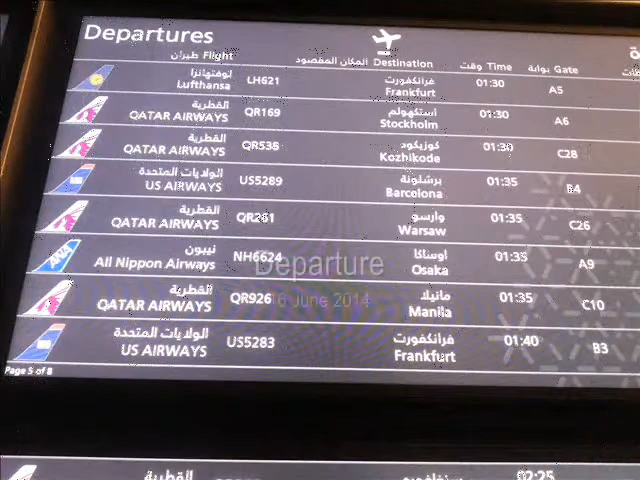 Departures
طيران Flight المكان المقصود Destination وقت Time بوابة Gate
لوفتهانزا فرانكفورت
Lufthansa LH621 Frankfurt 01:30 A5
القطرية استكهولم
QATAR AIRWAYS QR169 Stockholm 01:30 A6
القطرية كوزيكود
QATAR AIRWAYS QR538 Kozhikode 01:30 C28
الولايات المتحدة برشلونة
US AIRWAYS US5289 Barcelona 01:35 B4
القطرية وارسو
QATAR AIRWAYS QR261 Warsaw 01:35 C26
نيبون اوساكا
ANA All Nippon Airways NH6624 Osaka 01:35 A9
Departure
القطرية مانيلا
QATAR AIRWAYS QR926 Manila 01:35 C10
16 June 2014
الولايات المتحدة فرانكفورت
US AIRWAYS US5283 Frankfurt 01:40 B3
Page 5 of 8
القطرية 02:25